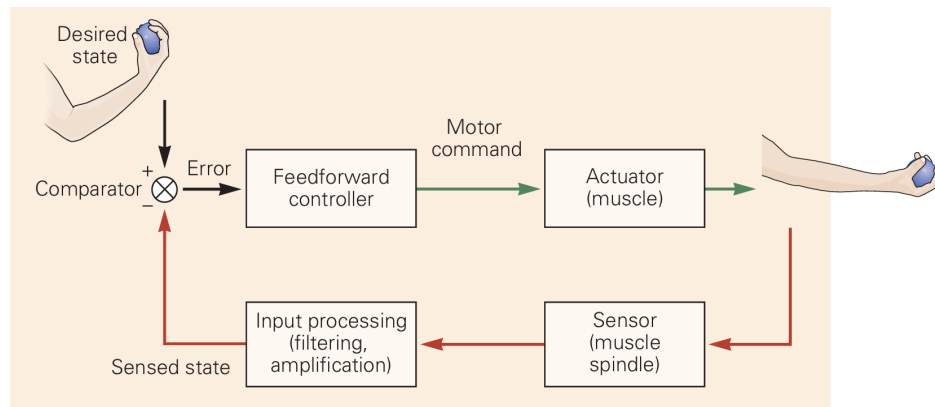 Desired
state
Motor
command
+
Error
Comparator
−
Feedforward
controller
Actuator
(muscle)
Input processing
(filtering,
amplification)
Sensor
(muscle
spindle)
Sensed state